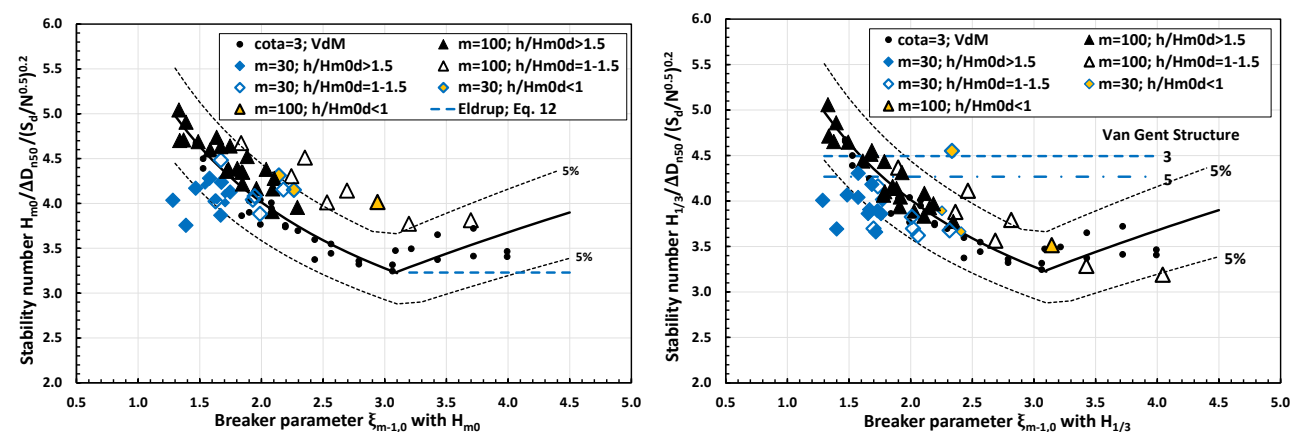 6.0
5.5
5.0
4.5
4.0
3.5
3.0
2.5
2.0
Stability number Hm0/ΔDn50/(Sd/N^0.5)^0.2
cota=3; VdM
m=100; h/Hm0d>1.5
m=30; h/Hm0d>1.5
m=100; h/Hm0d=1-1.5
m=30; h/Hm0d=1-1.5
m=30; h/Hm0d<1
m=100; h/Hm0d<1
Eldrup; Eq. 12
5%
5%
0.5 1.0 1.5 2.0 2.5 3.0 3.5 4.0 4.5 5.0
Breaker parameter ξm-1,0 with Hm0
6.0
5.5
5.0
4.5
4.0
3.5
3.0
2.5
2.0
Stability number H1/3/ΔDn50/(Sd/N^0.5)^0.2
cota=3; VdM
m=100; h/Hm0d>1.5
m=30; h/Hm0d>1.5
m=100; h/Hm0d=1-1.5
m=30; h/Hm0d=1-1.5
m=30; h/Hm0d<1
m=100; h/Hm0d<1
Van Gent Structure
3
5
5%
5%
0.5 1.0 1.5 2.0 2.5 3.0 3.5 4.0 4.5 5.0
Breaker parameter ξm-1,0 with H1/3